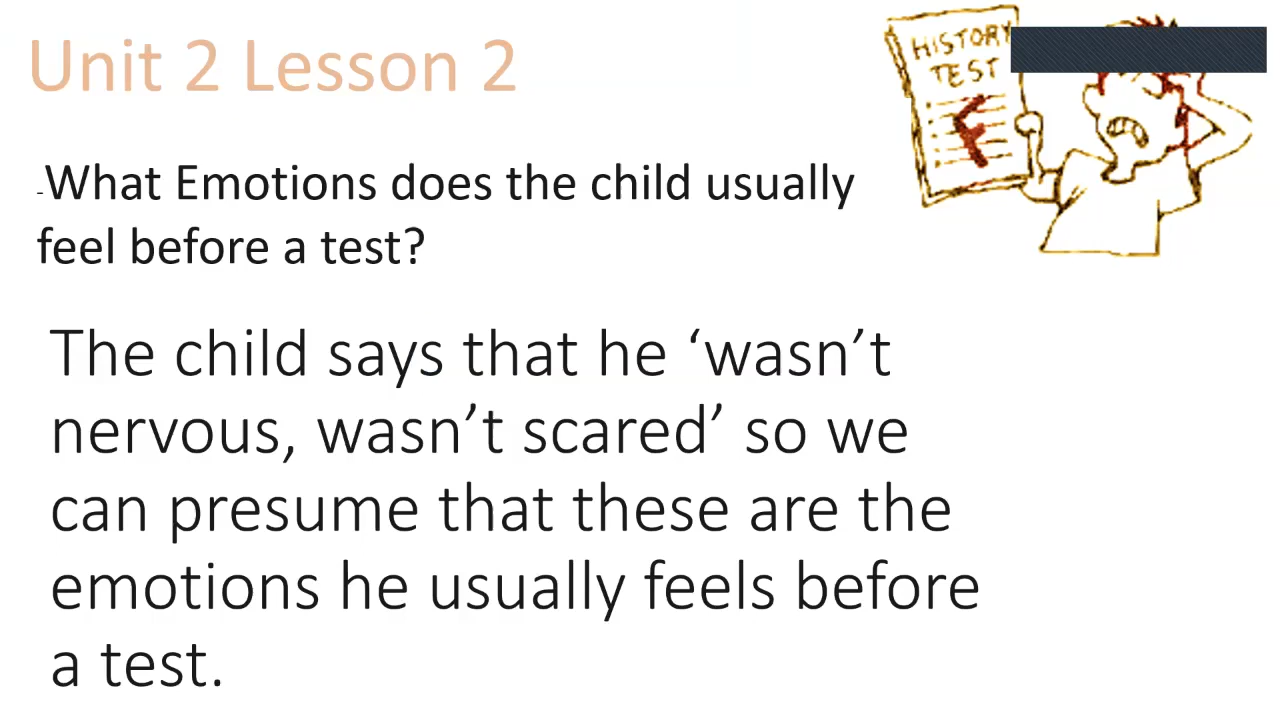 Unit 2 Lesson 2
HISTORY
TEST
F
-What Emotions does the child usually
feel before a test?
The child says that he ‘wasn’t
nervous, wasn’t scared’ so we
can presume that these are the
emotions he usually feels before
a test.